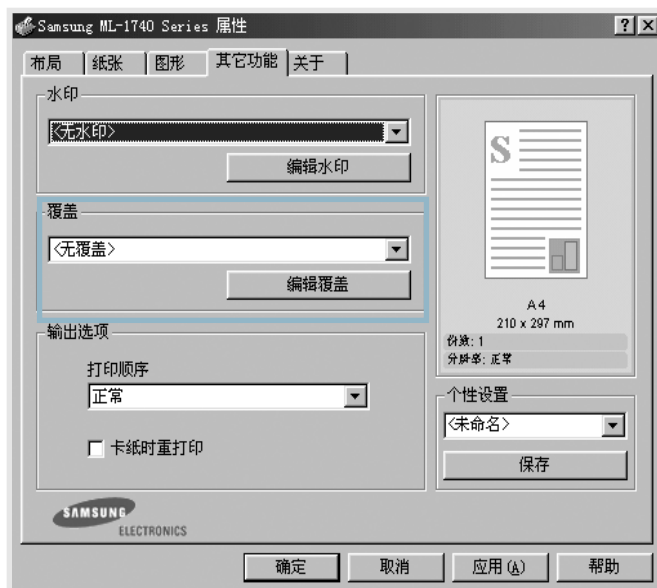 Samsung ML-1740 Series 属性
布局 纸张 图形 其它功能 关于
水印
<无水印>
编辑水印
覆盖
<无覆盖>
编辑覆盖
输出选项
打印顺序
正常
卡纸时重打印
SAMSUNG
ELECTRONICS
S
A4
210 x 297 mm
份数: 1
分辨率: 正常
个性设置
<未命名>
保存
确定 取消 应用(A) 帮助